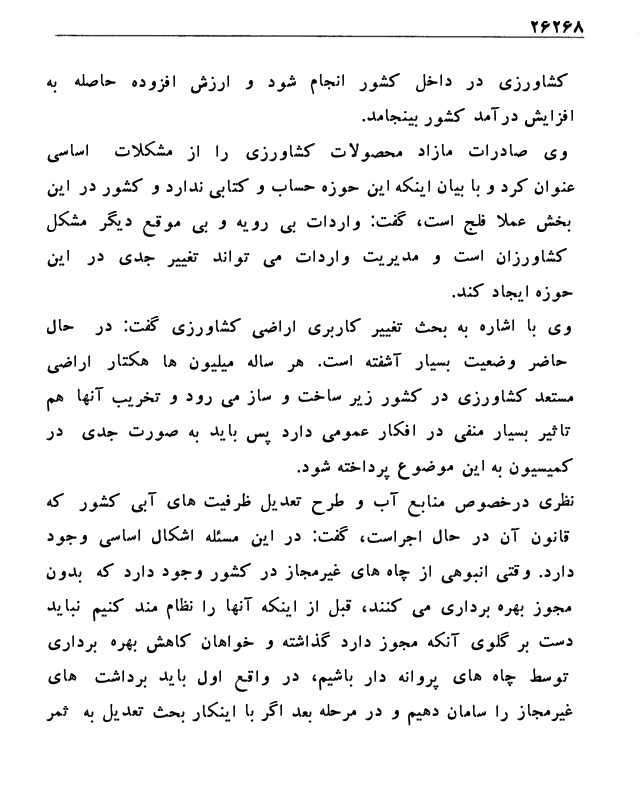 ۲۶۲۶۸
کشاورزی در داخل کشور انجام شود و ارزش افزوده حاصله به
افزایش درآمد کشور بینجامد.
وی صادرات مازاد محصولات کشاورزی را از مشکلات اساسی
عنوان کرد و با بیان اینکه این حوزه حساب و کتابی ندارد و کشور در این
بخش عملا فلج است، گفت: واردات بی رویه و بی موقع دیگر مشکل
کشاورزان است و مدیریت واردات می تواند تغییر جدی در این
حوزه ایجاد کند.
وی با اشاره به بحث تغییر کاربری اراضی کشاورزی گفت: در حال
حاضر وضعیت بسیار آشفته است. هر ساله میلیون ها هکتار اراضی
مستعد کشاورزی در کشور زیر ساخت و ساز می رود و تخریب آنها هم
تاثیر بسیار منفی در افکار عمومی دارد پس باید به صورت جدی در
کمیسیون به این موضوع پرداخته شود.
نظری درخصوص منابع آب و طرح تعدیل ظرفیت های آبی کشور که
قانون آن در حال اجراست، گفت: در این مسئله اشکال اساسی وجود
دارد. وقتی انبوهی از چاه های غیرمجاز در کشور وجود دارد که بدون
مجوز بهره برداری می کنند، قبل از اینکه آنها را نظام مند کنیم نباید
دست بر گلوی آنکه مجوز دارد گذاشته و خواهان کاهش بهره برداری
توسط چاه های پروانه دار باشیم، در واقع اول باید برداشت های
غیرمجاز را سامان دهیم و در مرحله بعد اگر با اینکار بحث تعدیل به ثمر